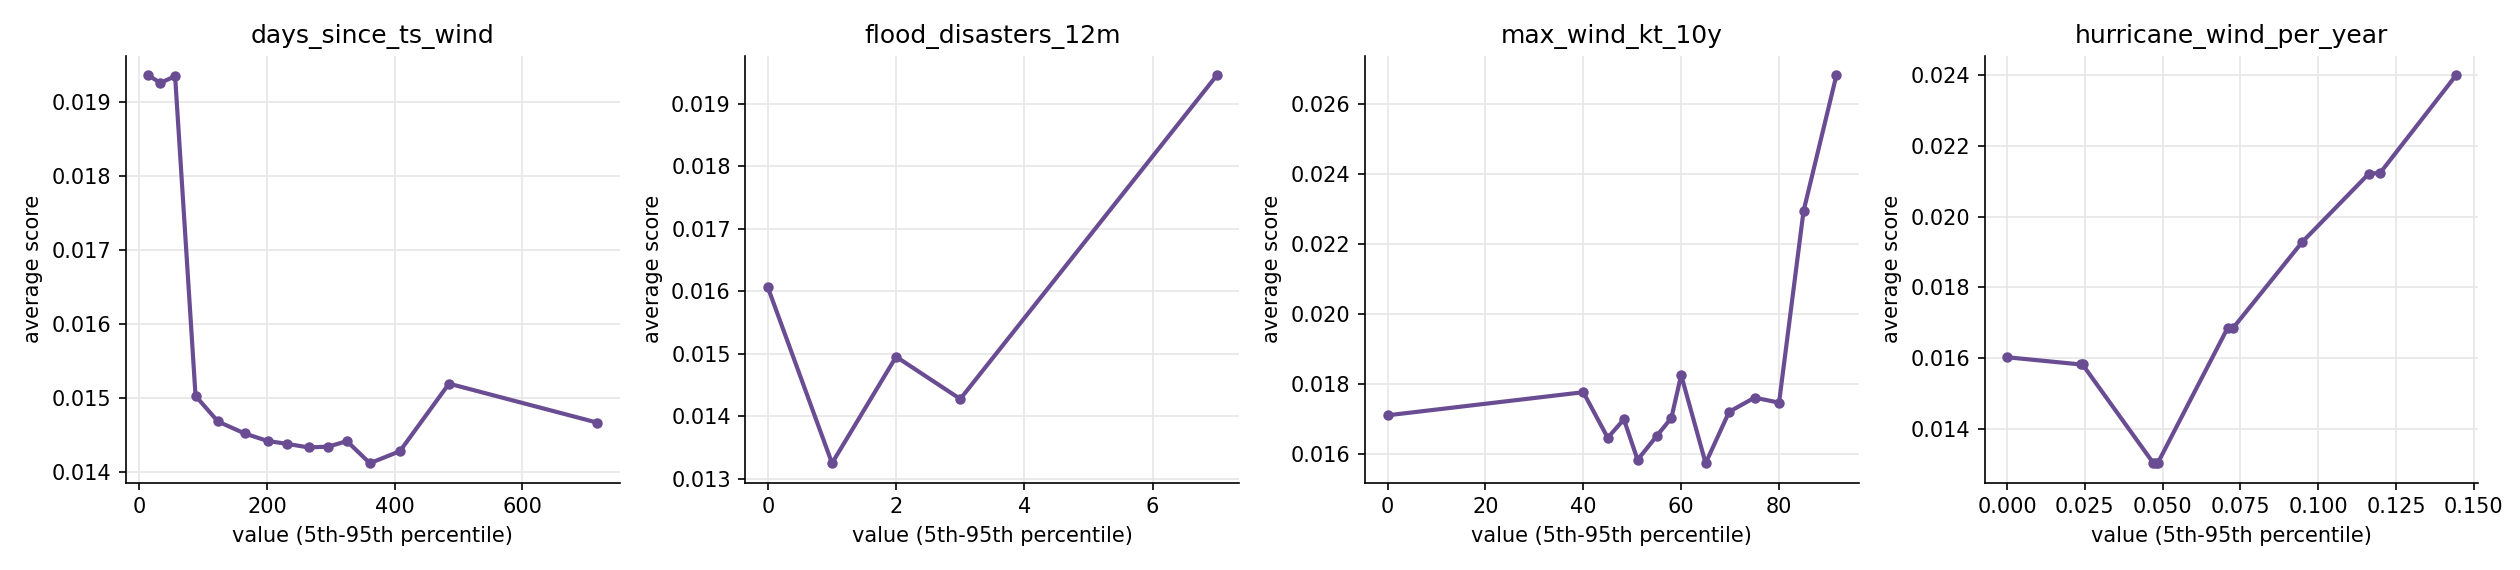 days_since_ts_wind
average score
0.019
0.018
0.017
0.016
0.015
0.014
0 200 400 600
value (5th-95th percentile)
flood_disasters_12m
average score
0.019
0.018
0.017
0.016
0.015
0.014
0.013
0 2 4 6
value (5th-95th percentile)
max_wind_kt_10y
average score
0.026
0.024
0.022
0.020
0.018
0.016
0 20 40 60 80
value (5th-95th percentile)
hurricane_wind_per_year
average score
0.024
0.022
0.020
0.018
0.016
0.014
0.000 0.025 0.050 0.075 0.100 0.125 0.150
value (5th-95th percentile)